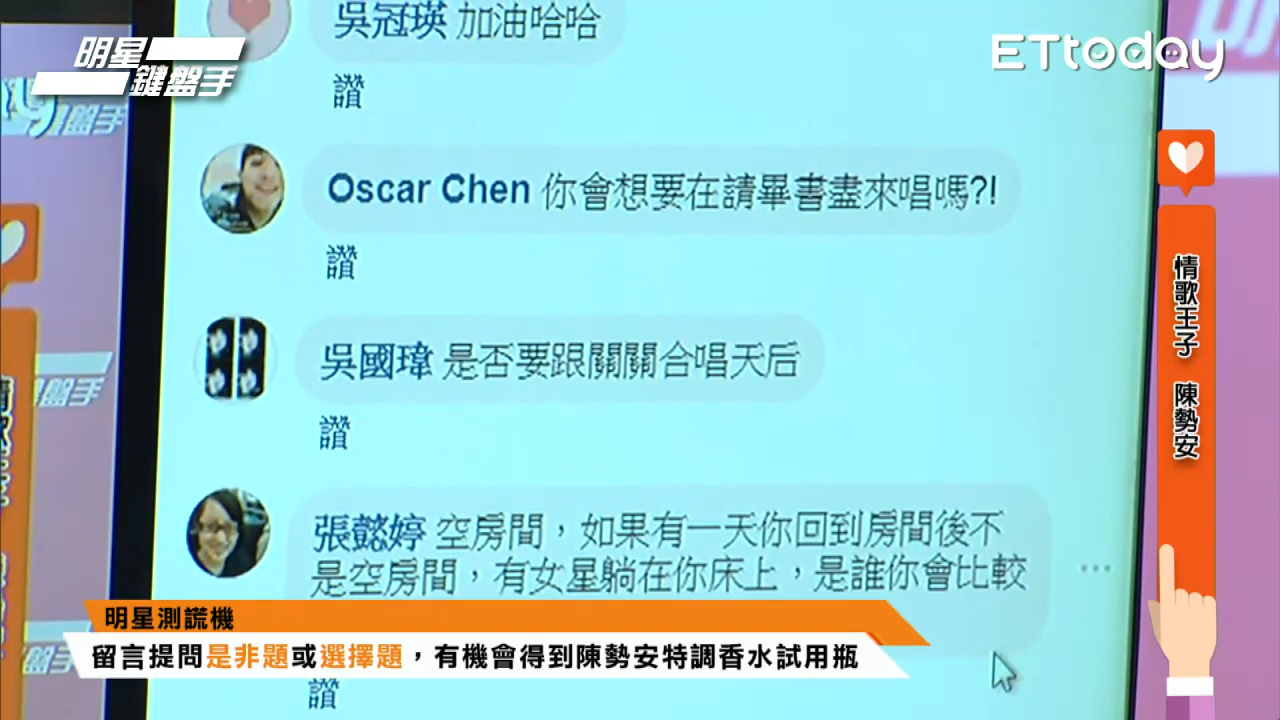 明星
鍵盤手
ETtoday
吳冠瑛 加油哈哈
讚
Oscar Chen 你會想要在請畢書盡來唱嗎?!
讚
吳國瑋 是否要跟關關合唱天后
讚
張懿婷 空房間，如果有一天你回到房間後不
是空房間，有女星躺在你床上，是誰你會比較
讚
情歌王子 陳勢安
明星測謊機
留言提問是非題或選擇題，有機會得到陳勢安特調香水試用瓶
盤手
盤手